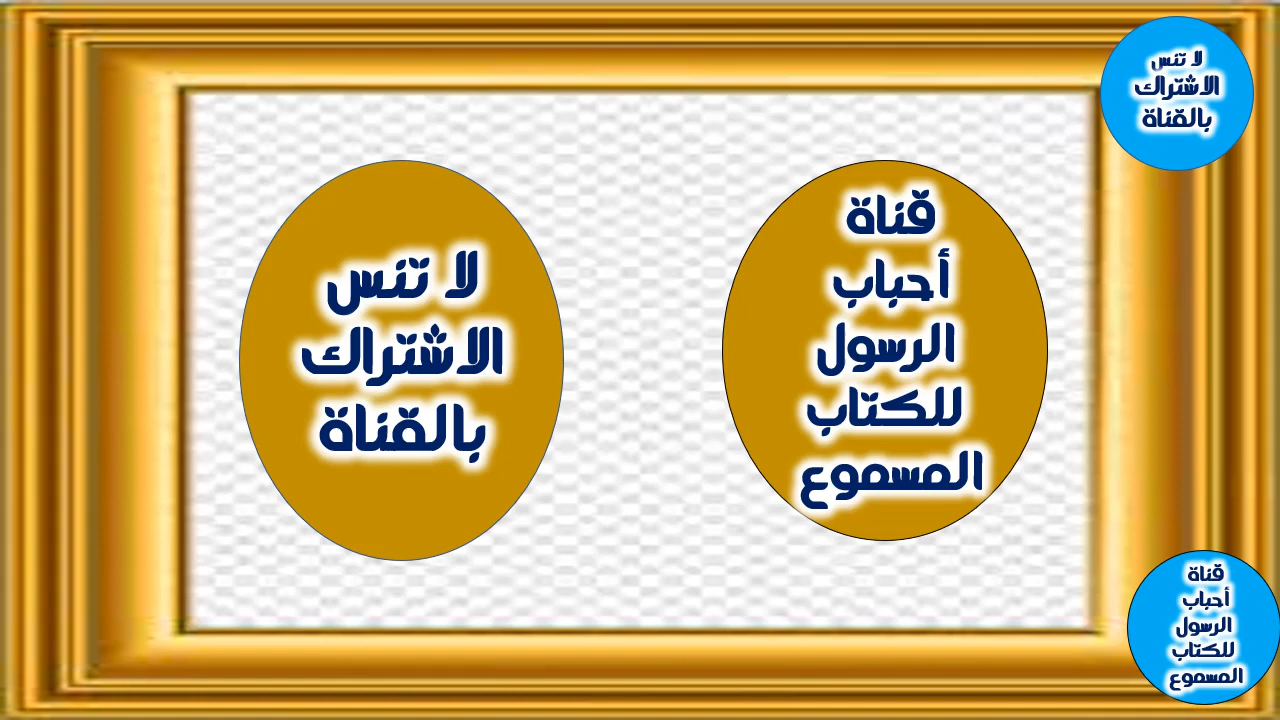 لا تنس
الاشتراك
بالقناة
قناة
أحباب
الرسول
للكتاب
المسموع
لا تنس
الاشتراك
بالقناة
قناة
أحباب
الرسول
للكتاب
المسموع